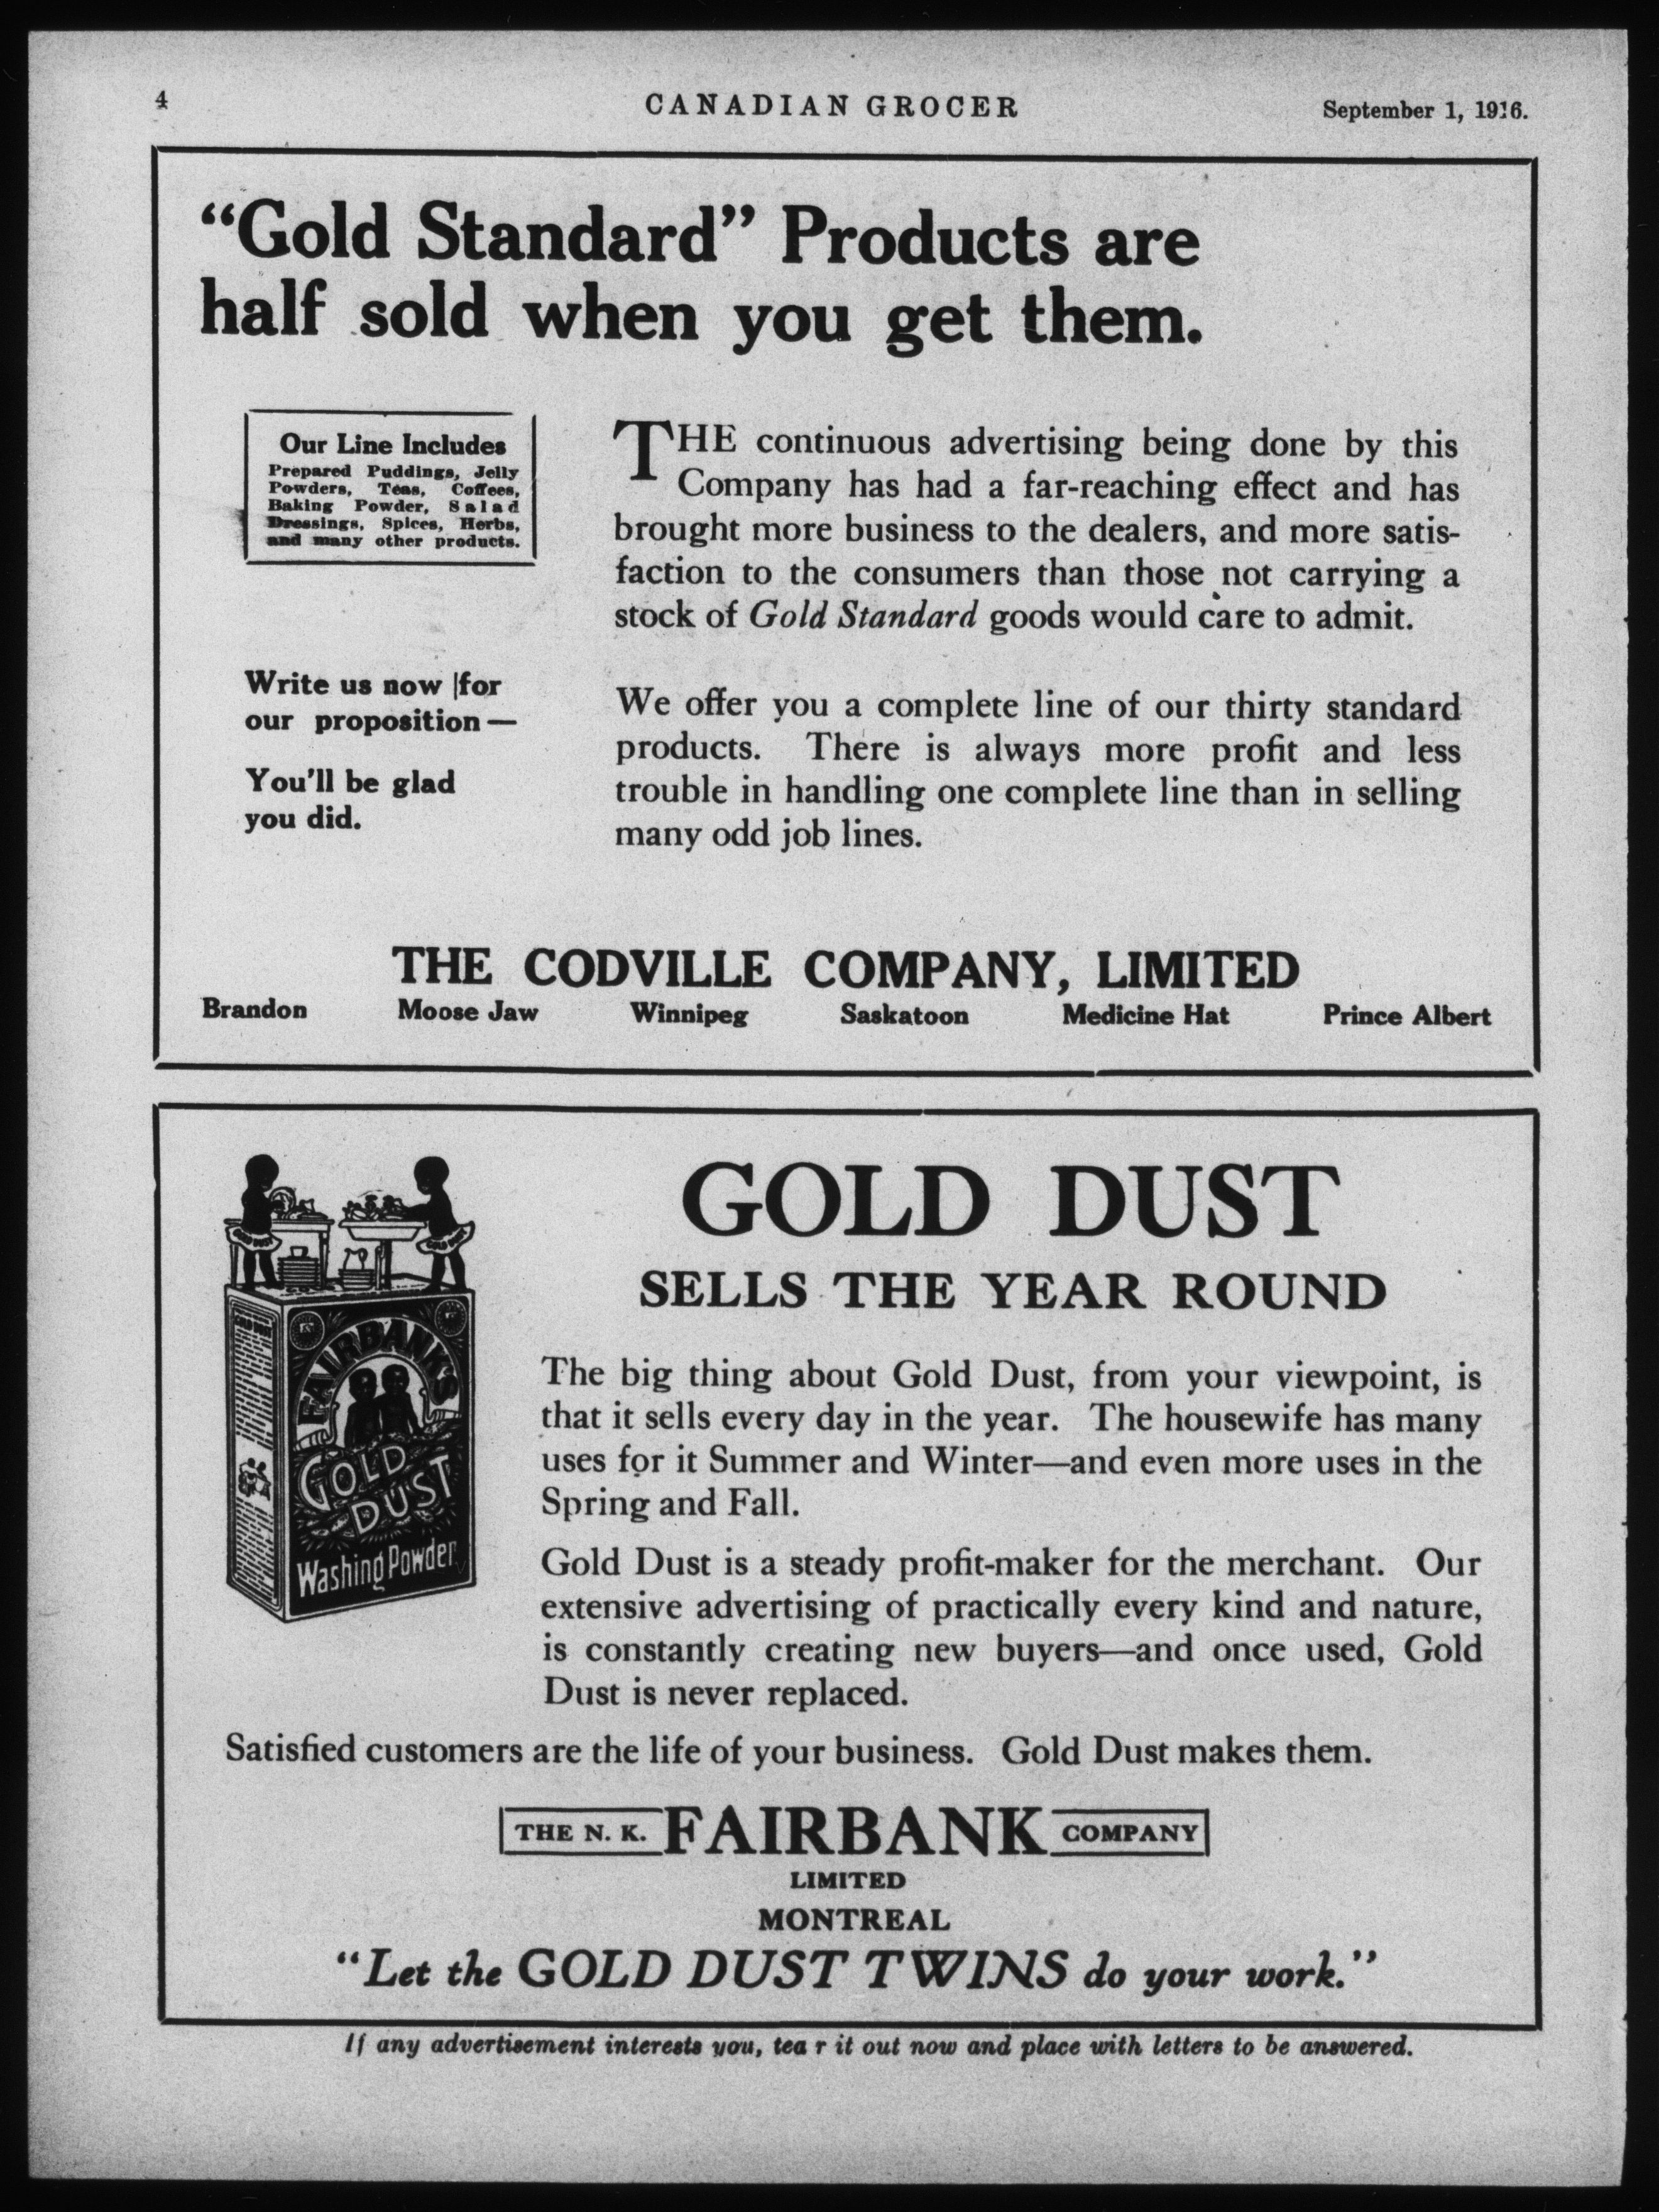 4
CANADIAN GROCER
September 1, 1916.
“Gold Standard” Products are
half sold when you get them.
Our Line Includes
Prepared Puddings, Jelly
Powders, Teas, Coffees,
Baking Powder, Salad
Dressings, Spices, Herbs,
and many other products.
Write us now for
our proposition—
You'll be glad
you did.
THE continuous advertising being done by this
Company has had a far-reaching effect and has
brought more business to the dealers, and more satis-
faction to the consumers than those not carrying a
stock of Gold Standard goods would care to admit.
We offer you a complete line of our thirty standard
products. There is always more profit and less
trouble in handling one complete line than in selling
many odd job lines.
THE CODVILLE COMPANY, LIMITED
Brandon Moose Jaw Winnipeg Saskatoon Medicine Hat Prince Albert
GOLD DUST
GOLD DUST
FAIRBANK'S
GOLD
DUST
Washing Powder
GOLD DUST
SELLS THE YEAR ROUND
The big thing about Gold Dust, from your viewpoint, is
that it sells every day in the year. The housewife has many
uses for it Summer and Winter—and even more uses in the
Spring and Fall.
Gold Dust is a steady profit-maker for the merchant. Our
extensive advertising of practically every kind and nature,
is constantly creating new buyers—and once used, Gold
Dust is never replaced.
Satisfied customers are the life of your business. Gold Dust makes them.
THE N. K. FAIRBANK COMPANY
LIMITED
MONTREAL
“Let the GOLD DUST TWINS do your work.”
If any advertisement interests you, tear it out now and place with letters to be answered.